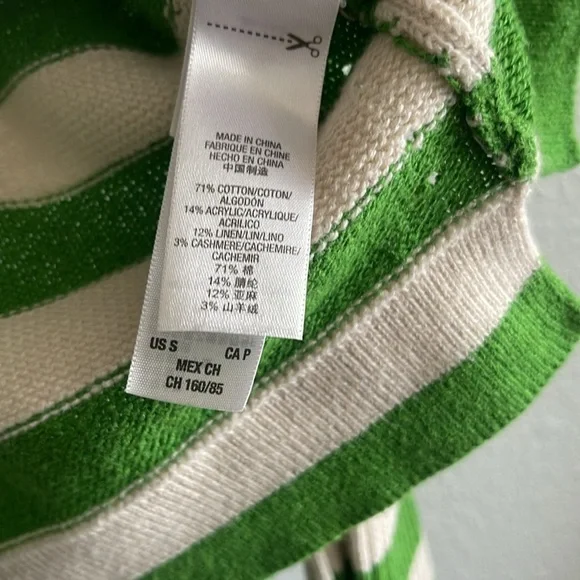 MADE IN CHINA
FABRIQUE EN CHINE
HECHO EN CHINA
中国制造
71% COTTON/COTON/
ALGODÓN
14% ACRYLIC/ACRYLIQUE/
ACRÍLICO
12% LINEN/LIN/LINO
3% CASHMERE/CACHEMIRE/
CACHEMIR
71% 棉
14% 腈纶
12% 亚麻
3% 山羊绒
US S CA P
MEX CH
CH 160/85